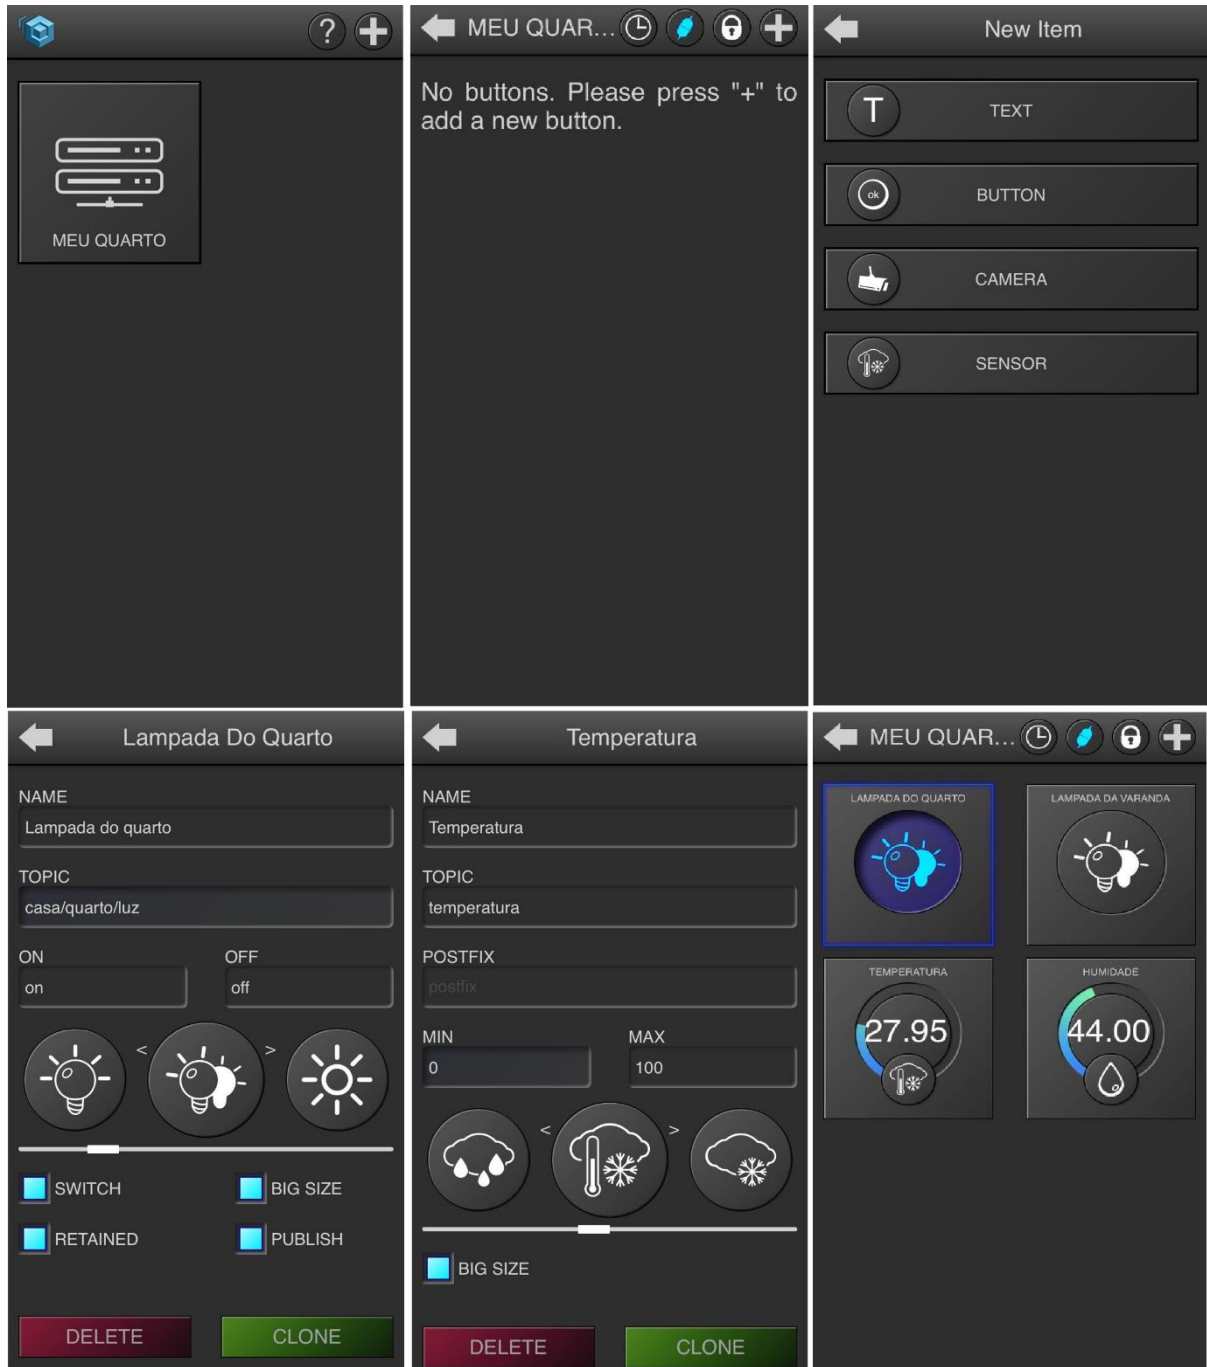 ?
MEU QUARTO
MEU QUAR...
No buttons. Please press "+" to
add a new button.
New Item
T
TEXT
ok
BUTTON
CAMERA
SENSOR
Lampada Do Quarto
NAME
Lampada do quarto
TOPIC
casa/quarto/luz
ON OFF
on off
< >
SWITCH BIG SIZE
RETAINED PUBLISH
DELETE CLONE
Temperatura
NAME
Temperatura
TOPIC
temperatura
POSTFIX
postfix
MIN MAX
0 100
< >
BIG SIZE
DELETE CLONE
MEU QUAR...
LAMPADA DO QUARTO LAMPADA DA VARANDA
TEMPERATURA HUMIDADE
27.95 44.00